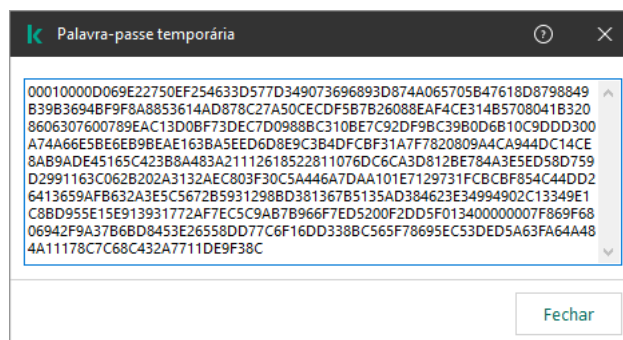 Palavra-passe temporária
00010000D069E22750EF254633D577D349073696893D874A065705B47618D8798849
B39B3694BF9F8A8853614AD878C27A50CECDF5B7B26088EAF4CE314B5708041B320
8606307600789EAC13D0BF73DEC7D0988BC310BE7C92DF9BC39B0D6B10C9DDD300
A74A66E5BE6EB9BEAE163BA5EED6D8E9C3B4DFCBF31A7F7820809A4CA944DC14CE
8AB9ADE45165C423B8A483A21112618522811076DC6CA3D812BE784A3E5ED58D759
D2991163C062B202A3132AEC803F30C5A446A7DAA101E7129731FCBCBF854C44DD2
6413659AFB632A3E5C5672B5931298BD381367B5135AD384623E34994902C13349E1
C8BD955E15E913931772AF7EC5C9AB7B966F7ED5200F2DD5F013400000007F869F68
06942F9A37B6BD8453E26558DD77C6F16DD338BC565F78695EC53DED5A63FA64A48
4A11178C7C68C432A7711DE9F38C
Fechar